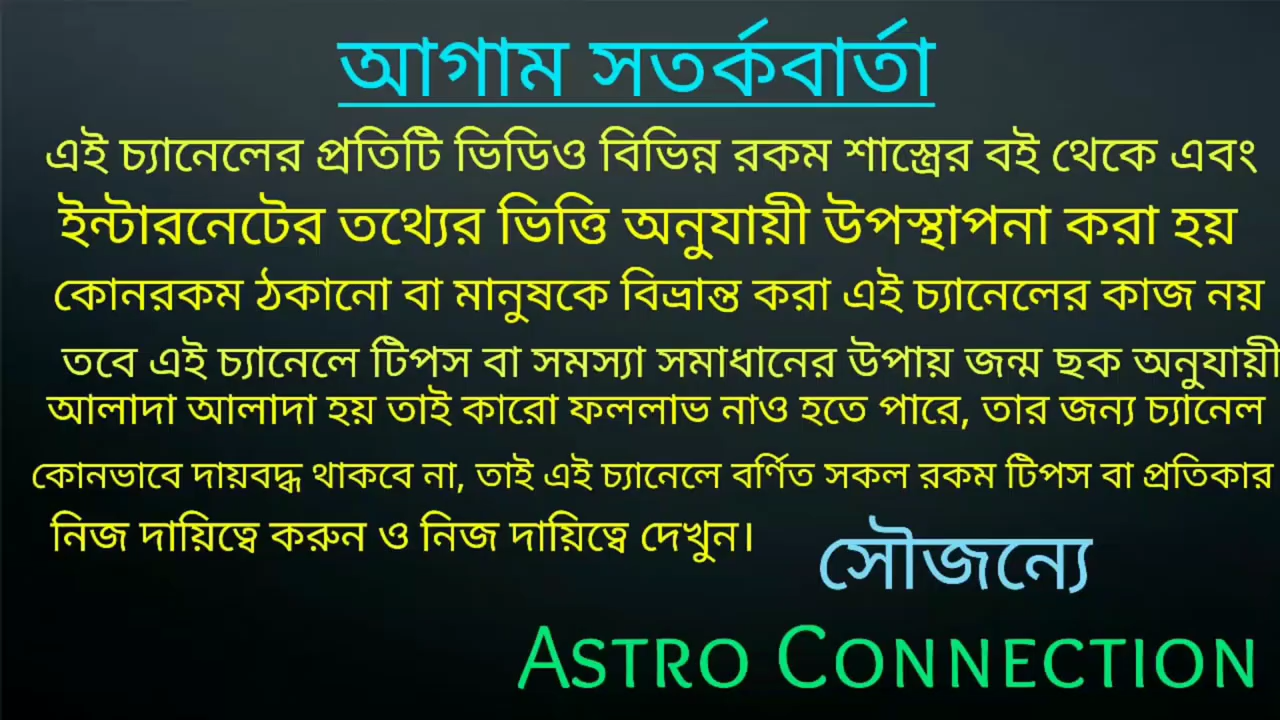 আগাম সতর্কবার্তা
এই চ্যানেলের প্রতিটি ভিডিও বিভিন্ন রকম শাস্ত্রের বই থেকে এবং
ইন্টারনেটের তথ্যের ভিত্তি অনুযায়ী উপস্থাপনা করা হয়
কোনরকম ঠকানো বা মানুষকে বিভ্রান্ত করা এই চ্যানেলের কাজ নয়
তবে এই চ্যানেলে টিপস বা সমস্যা সমাধানের উপায় জন্ম ছক অনুযায়ী
আলাদা আলাদা হয় তাই কারো ফললাভ নাও হতে পারে, তার জন্য চ্যানেল
কোনভাবে দায়বদ্ধ থাকবে না, তাই এই চ্যানেলে বর্ণিত সকল রকম টিপস বা প্রতিকার
নিজ দায়িত্বে করুন ও নিজ দায়িত্বে দেখুন।
সৌজন্যে
ASTRO CONNECTION